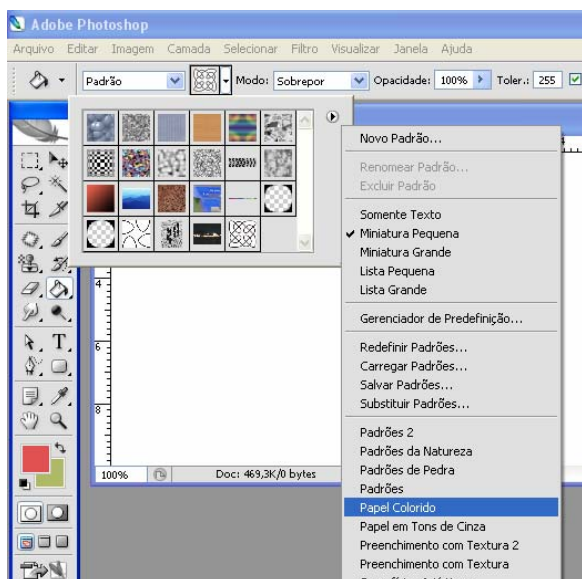 Adobe Photoshop
Arquivo Editar Imagem Camada Selecionar Filtro Visualizar Janela Ajuda
Padrão Modo: Sobrepor Opacidade: 100% Toler.: 255
Novo Padrão...
Renomear Padrão...
Excluir Padrão
Somente Texto
Miniatura Pequena
Miniatura Grande
Lista Pequena
Lista Grande
Gerenciador de Predefinição...
Redefinir Padrões...
Carregar Padrões...
Salvar Padrões...
Substituir Padrões...
Padrões 2
Padrões da Natureza
Padrões de Pedra
Padrões
Papel Colorido
Papel em Tons de Cinza
Preenchimento com Textura 2
Preenchimento com Textura
4
6
8
T
100% Doc: 469,3K/0 bytes